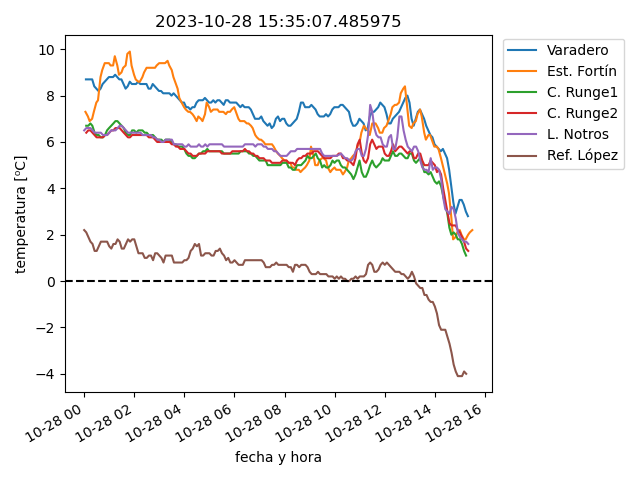 2023-10-28 15:35:07.485975
temperatura [ºC]
10
8
6
4
2
0
−2
−4
10-28 00
10-28 02
10-28 04
10-28 06
10-28 08
10-28 10
10-28 12
10-28 14
10-28 16
fecha y hora
Varadero
Est. Fortín
C. Runge1
C. Runge2
L. Notros
Ref. López